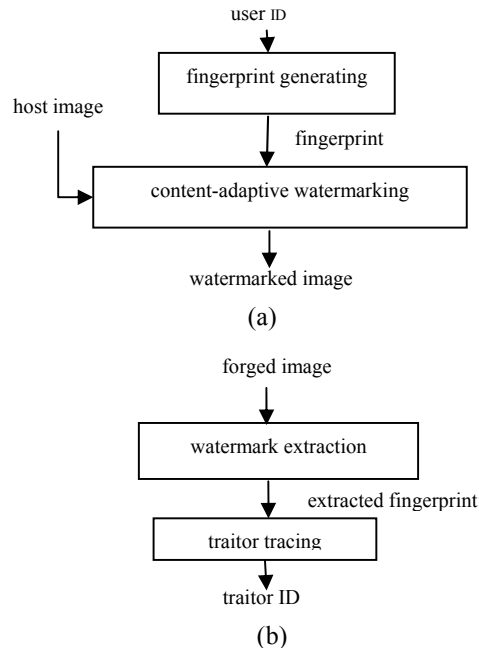 user ID
fingerprint generating
host image
fingerprint
content-adaptive watermarking
watermarked image
(a)
forged image
watermark extraction
extracted fingerprint
traitor tracing
traitor ID
(b)